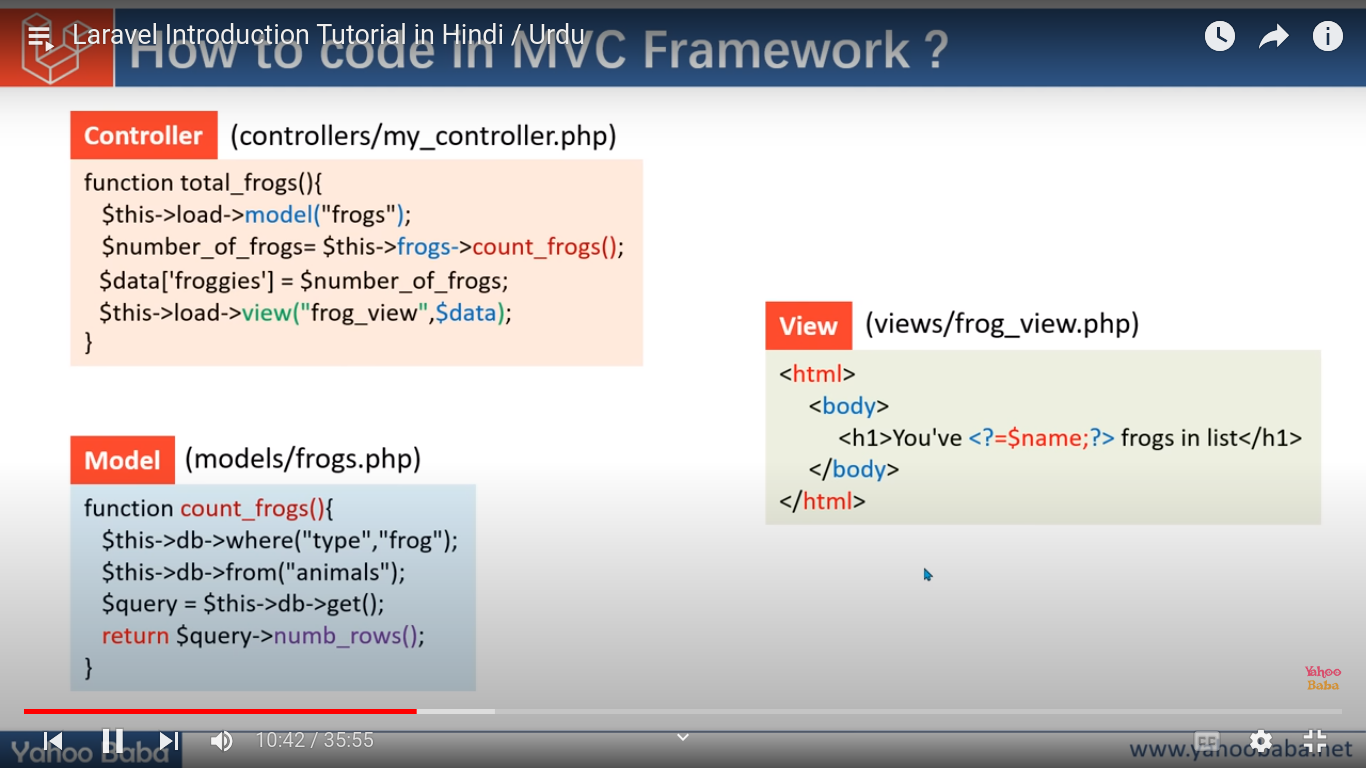 Laravel Introduction Tutorial in Hindi / Urdu
How to code in MVC Framework ?
Controller (controllers/my_controller.php)
function total_frogs(){
$this->load->model("frogs");
$number_of_frogs= $this->frogs->count_frogs();
$data['froggies'] = $number_of_frogs;
$this->load->view("frog_view",$data);
}
Model (models/frogs.php)
function count_frogs(){
$this->db->where("type","frog");
$this->db->from("animals");
$query = $this->db->get();
return $query->numb_rows();
}
View (views/frog_view.php)
<html>
<body>
<h1>You've <?=$name;?> frogs in list</h1>
</body>
</html>
Yahoo
Baba
10:42 / 35:55
CC
Yahoo Baba
www.yahoobaba.net